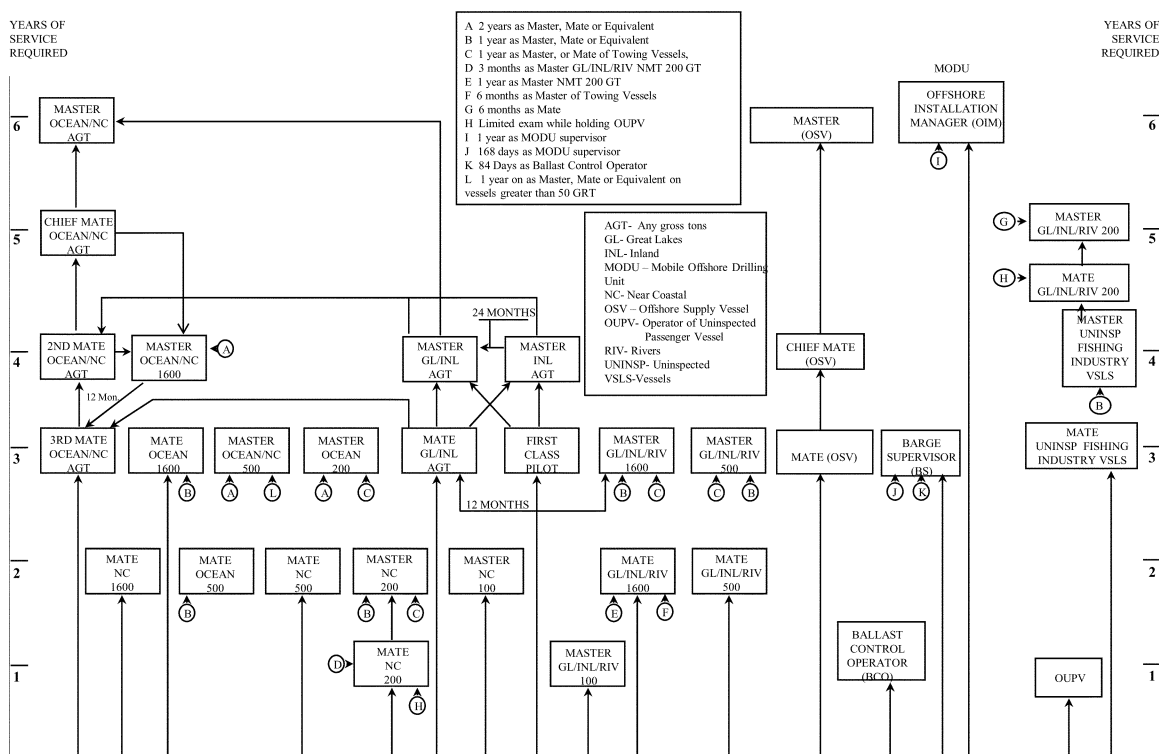 YEARS OF
SERVICE
REQUIRED
YEARS OF
SERVICE
REQUIRED
A 2 years as Master, Mate or Equivalent
B 1 year as Master, Mate or Equivalent
C 1 year as Master, or Mate of Towing Vessels,
D 3 months as Master GL/INL/RIV NMT 200 GT
E 1 year as Master NMT 200 GT
F 6 months as Master of Towing Vessels
G 6 months as Mate
H Limited exam while holding OUPV
I 1 year as MODU supervisor
J 168 days as MODU supervisor
K 84 Days as Ballast Control Operator
L 1 year on as Master, Mate or Equivalent on
vessels greater than 50 GRT
AGT- Any gross tons
GL- Great Lakes
INL- Inland
MODU – Mobile Offshore Drilling
Unit
NC- Near Coastal
OSV – Offshore Supply Vessel
OUPV- Operator of Uninspected
Passenger Vessel
RIV- Rivers
UNINSP- Uninspected
VSLS-Vessels
MODU
6
MASTER
OCEAN/NC
AGT
MASTER
(OSV)
OFFSHORE
INSTALLATION
MANAGER (OIM)
I
6
5
CHIEF MATE
OCEAN/NC
AGT
G
MASTER
GL/INL/RIV 200
5
H
MATE
GL/INL/RIV 200
24 MONTHS
4
2ND MATE
OCEAN/NC
AGT
MASTER
OCEAN/NC
1600
A
MASTER
GL/INL
AGT
MASTER
INL
AGT
CHIEF MATE
(OSV)
MASTER
UNINSP
FISHING
INDUSTRY
VSLS
B
4
12 Mon.
3
3RD MATE
OCEAN/NC
AGT
MATE
OCEAN
1600
B
MASTER
OCEAN/NC
500
A
L
MASTER
OCEAN
200
A
C
MATE
GL/INL
AGT
FIRST
CLASS
PILOT
MASTER
GL/INL/RIV
1600
B
C
MASTER
GL/INL/RIV
500
C
B
MATE (OSV)
BARGE
SUPERVISOR
(BS)
J
K
MATE
UNINSP FISHING
INDUSTRY VSLS
3
12 MONTHS
2
MATE
NC
1600
MATE
OCEAN
500
B
MATE
NC
500
MASTER
NC
200
B
C
MASTER
NC
100
MATE
GL/INL/RIV
1600
E
F
MATE
GL/INL/RIV
500
2
1
D
MATE
NC
200
H
MASTER
GL/INL/RIV
100
BALLAST
CONTROL
OPERATOR
(BCO)
OUPV
1